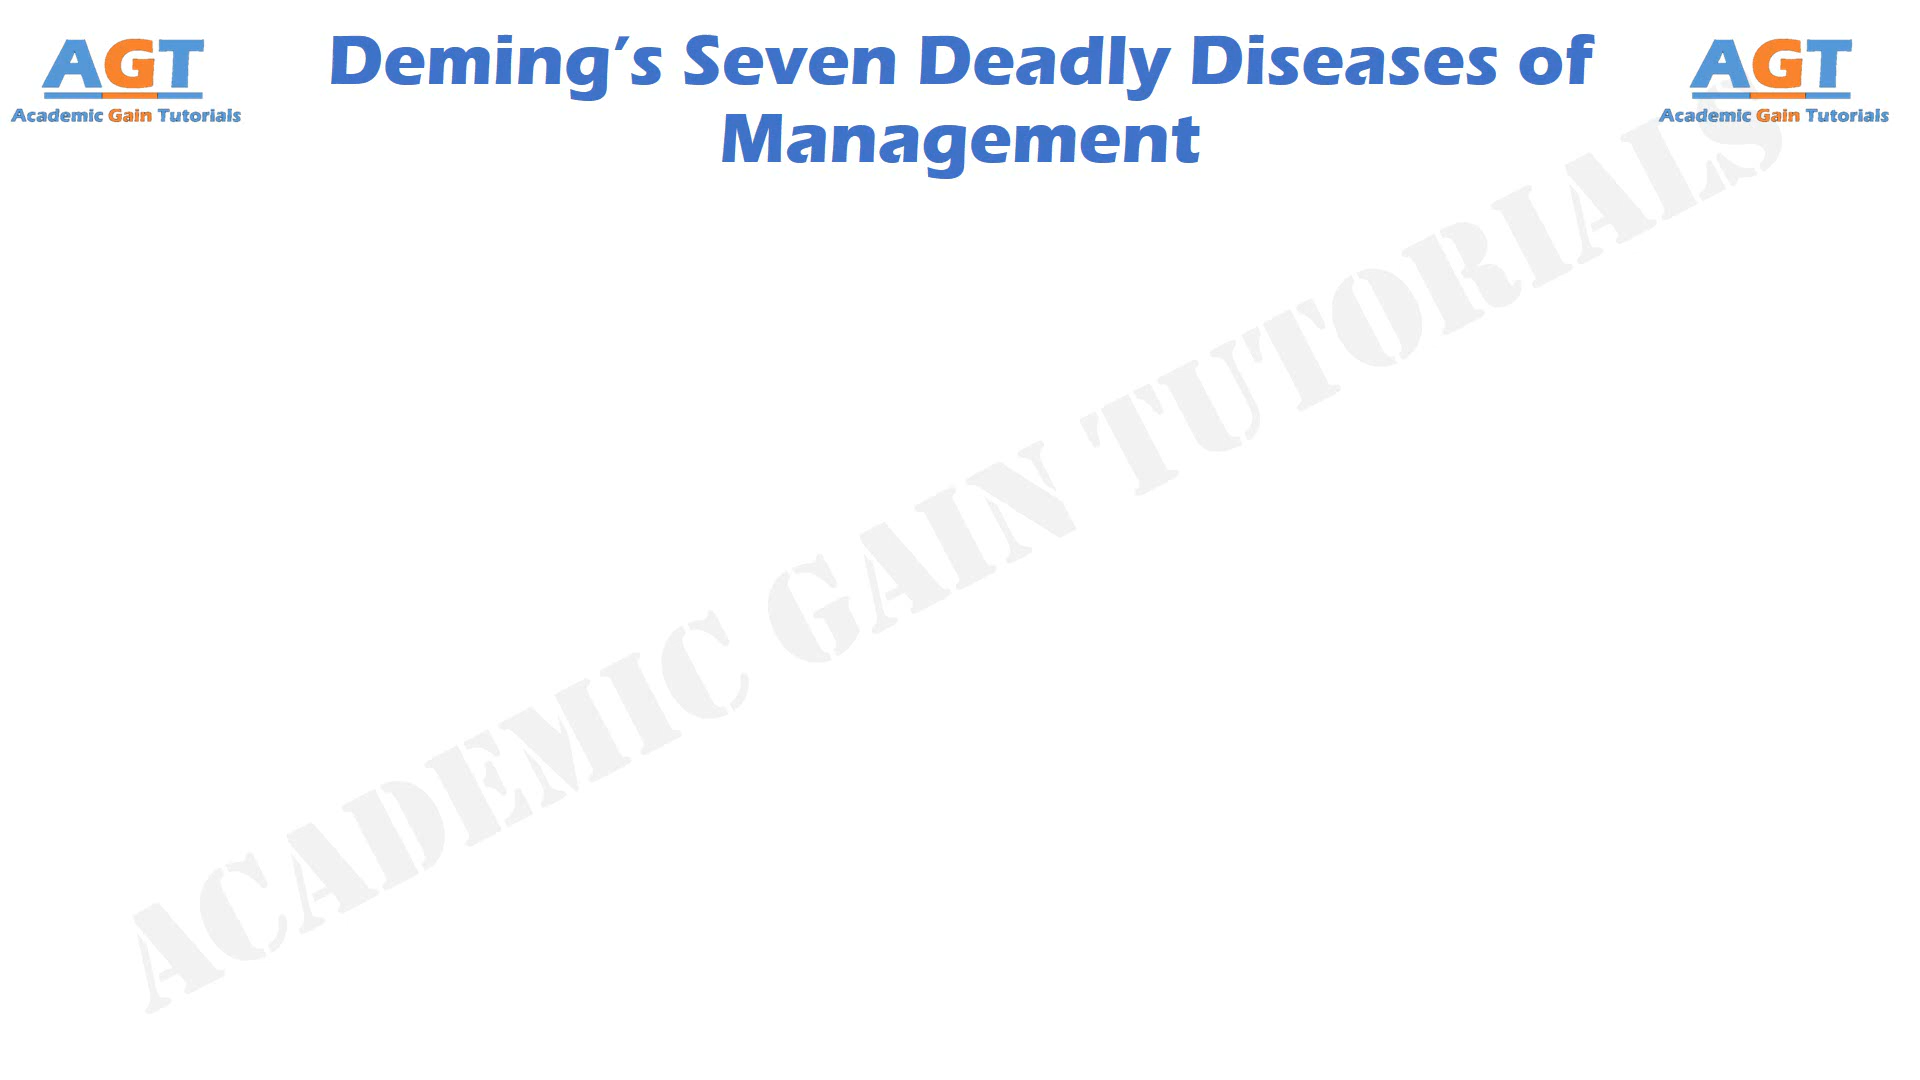 AGT
Academic Gain Tutorials
Deming’s Seven Deadly Diseases of
Management
AGT
Academic Gain Tutorials
ACADEMIC GAIN TUTORIALS